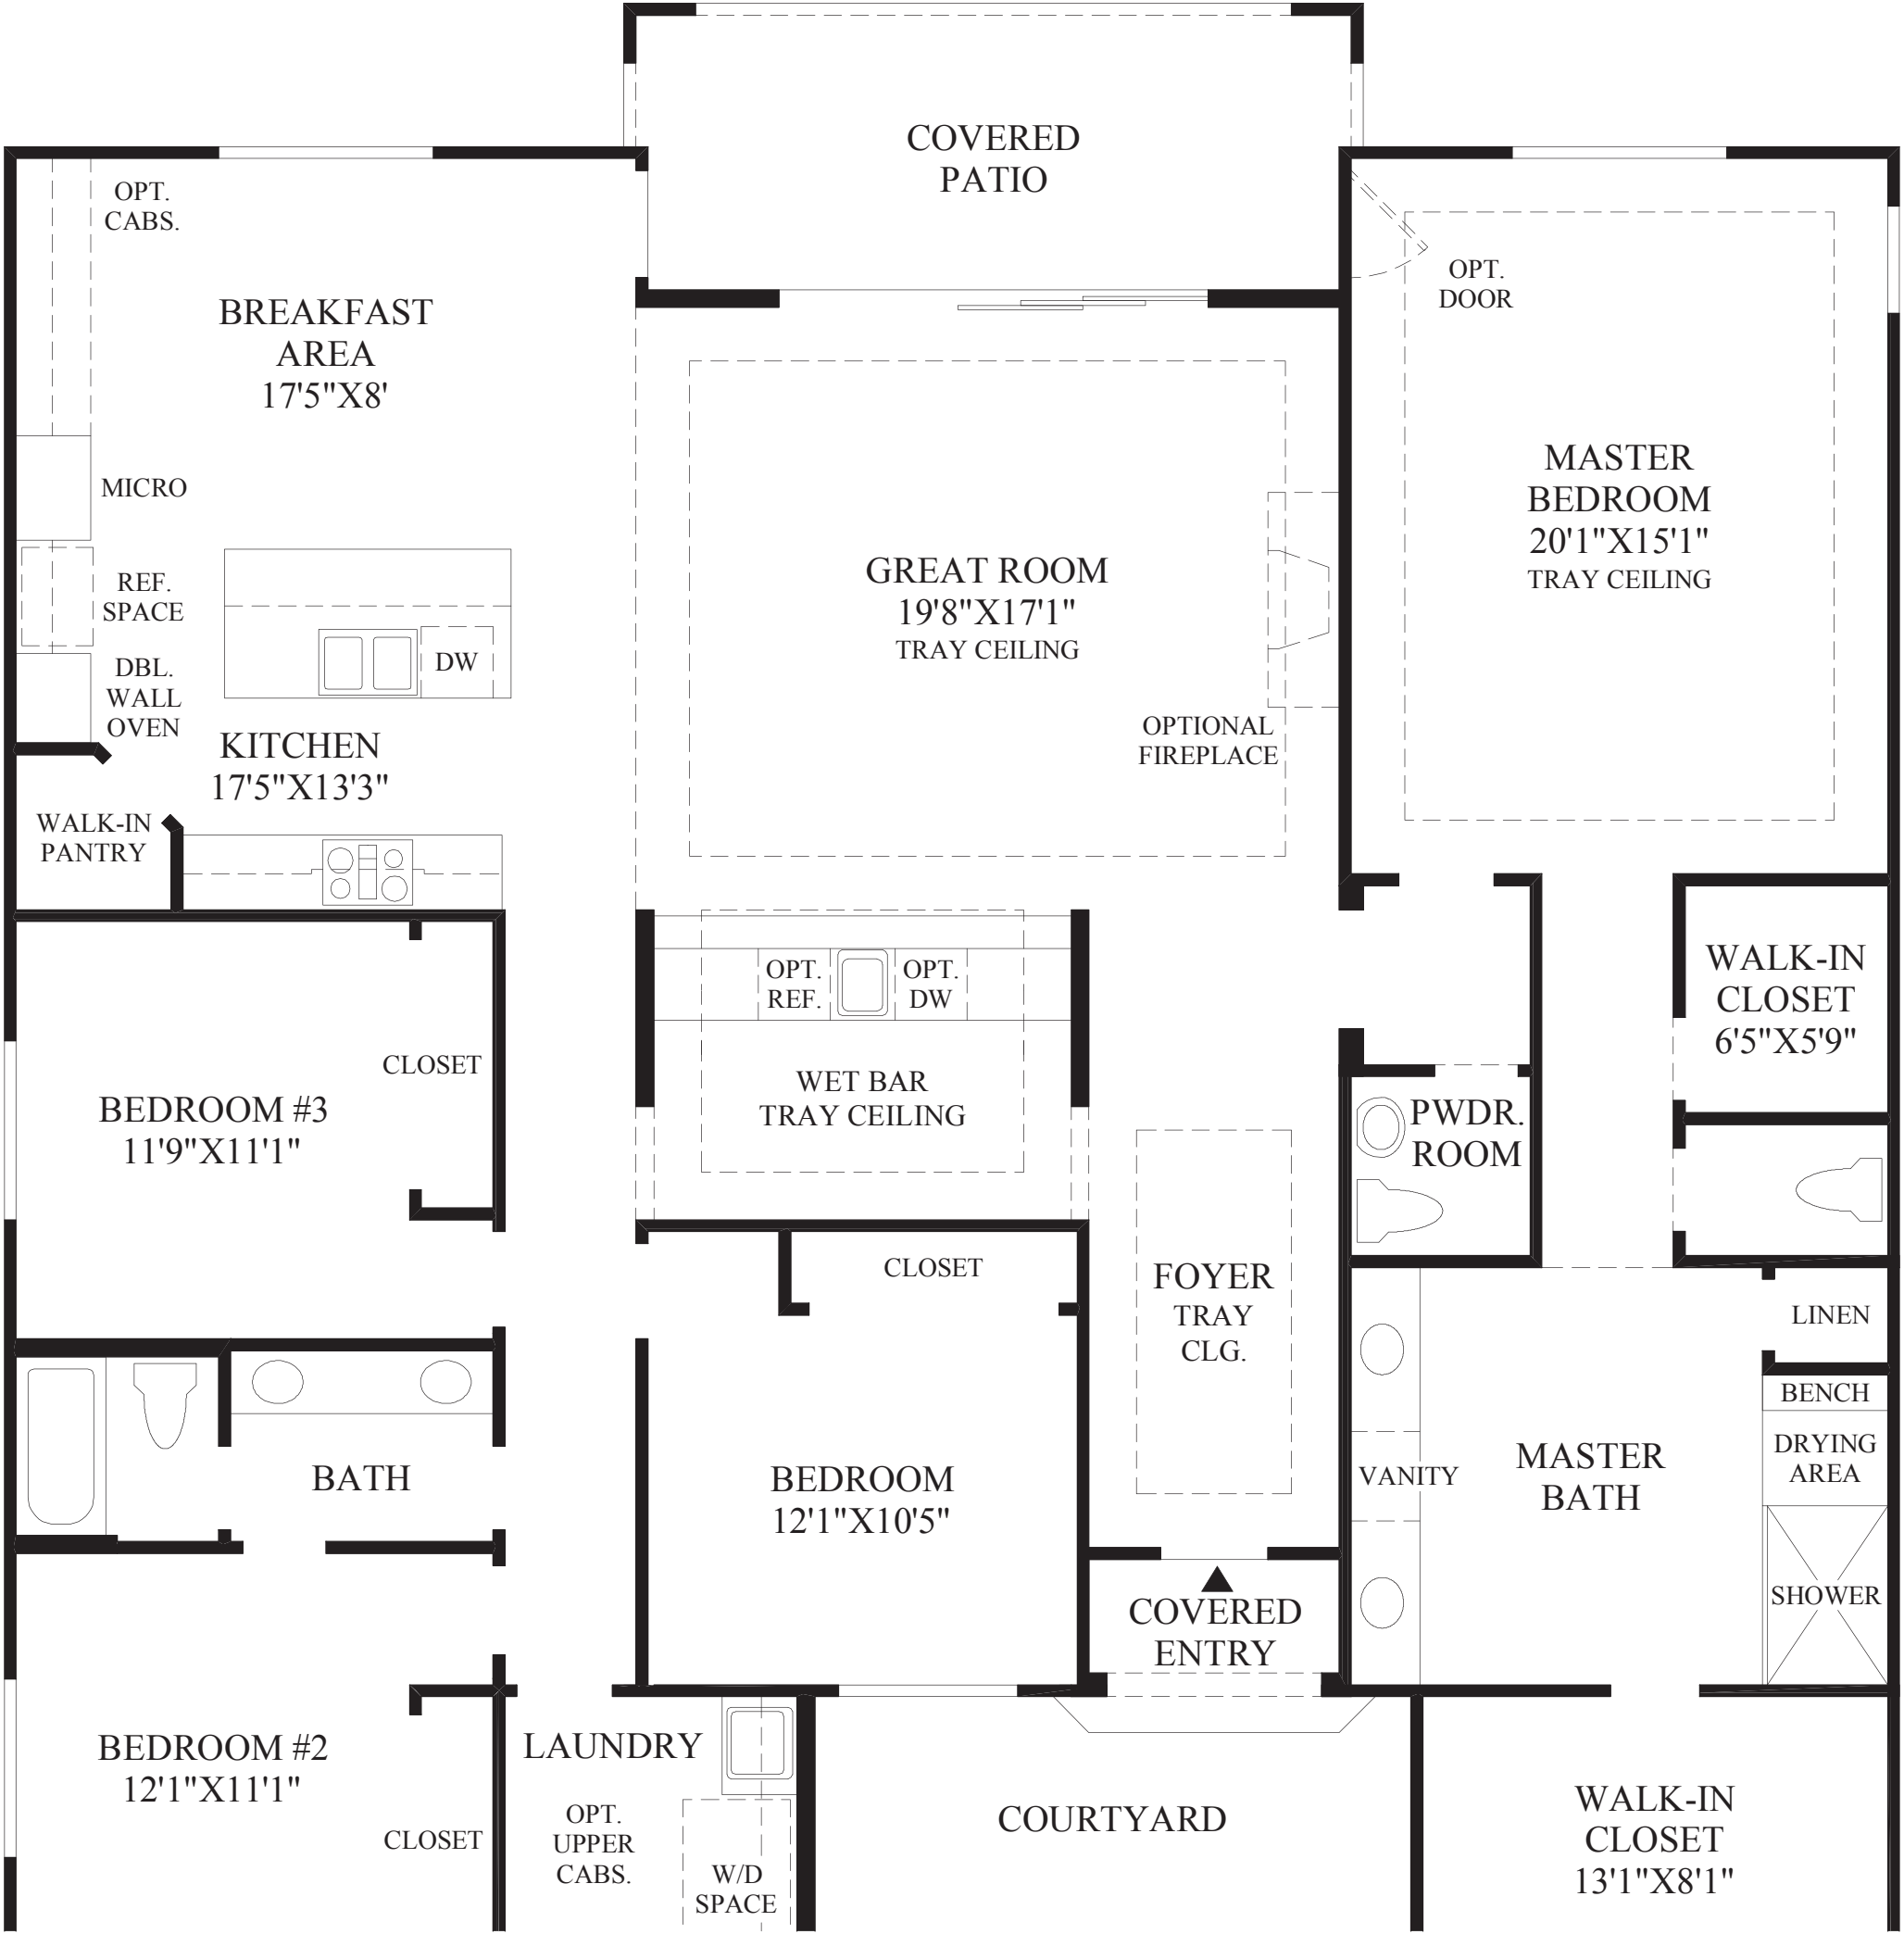 COVERED
PATIO
OPT.
CABS.
BREAKFAST
AREA
17'5"X8'
OPT.
DOOR
MICRO
MASTER
BEDROOM
20'1"X15'1"
TRAY CEILING
REF.
SPACE
GREAT ROOM
19'8"X17'1"
TRAY CEILING
DW
DBL.
WALL
OVEN
KITCHEN
17'5"X13'3"
OPTIONAL
FIREPLACE
WALK-IN
PANTRY
OPT.
REF.
OPT.
DW
WALK-IN
CLOSET
6'5"X5'9"
CLOSET
WET BAR
TRAY CEILING
BEDROOM #3
11'9"X11'1"
PWDR.
ROOM
CLOSET
FOYER
TRAY
CLG.
LINEN
BENCH
DRYING
AREA
BATH
BEDROOM
12'1"X10'5"
VANITY
MASTER
BATH
SHOWER
COVERED
ENTRY
BEDROOM #2
12'1"X11'1"
LAUNDRY
CLOSET
OPT.
UPPER
CABS.
W/D
SPACE
COURTYARD
WALK-IN
CLOSET
13'1"X8'1"